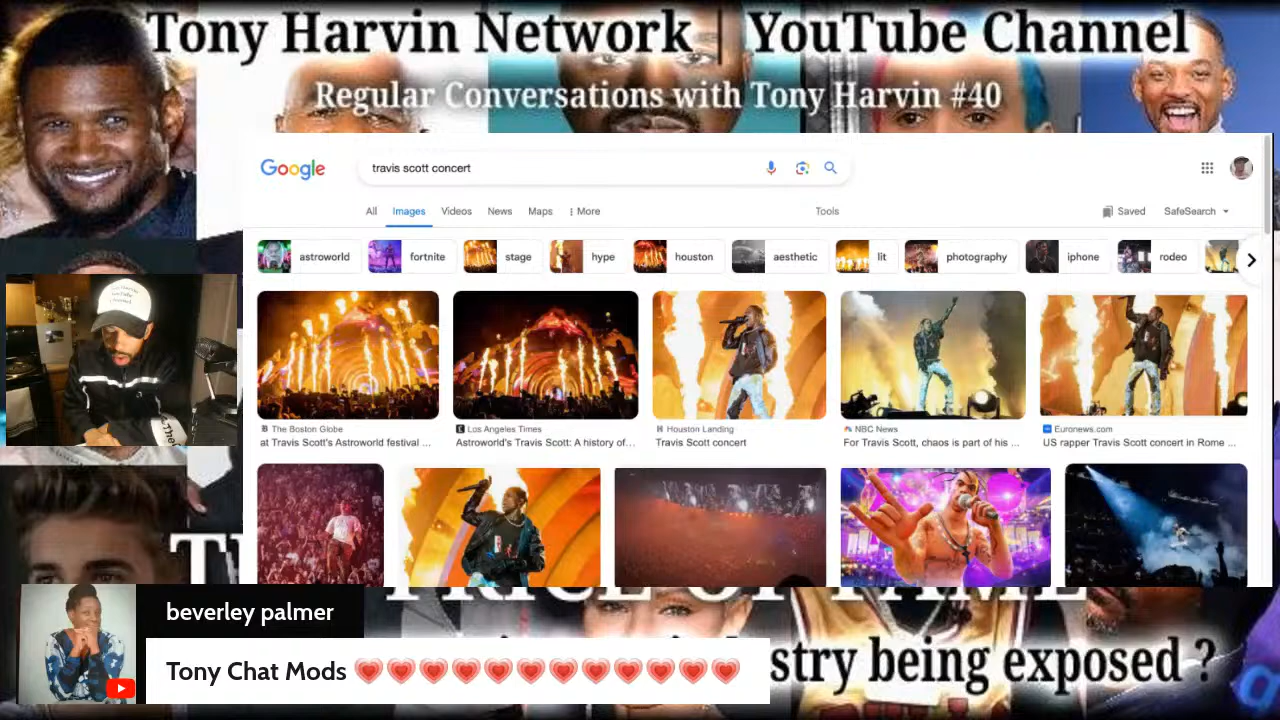 Tony Harvin Network | YouTube Channel
Regular Conversations with Tony Harvin #40
Google
travis scott concert
All Images Videos News Maps More Tools Saved SafeSearch
astroworld fortnite stage hype houston aesthetic lit photography iphone rodeo
The Boston Globe
at Travis Scott's Astroworld festival ...
Los Angeles Times
Astroworld's Travis Scott: A history of...
Houston Landing
Travis Scott concert
NBC News
For Travis Scott, chaos is part of his ...
Euronews.com
US rapper Travis Scott concert in Rome ...
PRICE OF FAME
beverley palmer
Tony Chat Mods 💗💗💗💗💗💗💗💗💗💗💗💗
stry being exposed ?